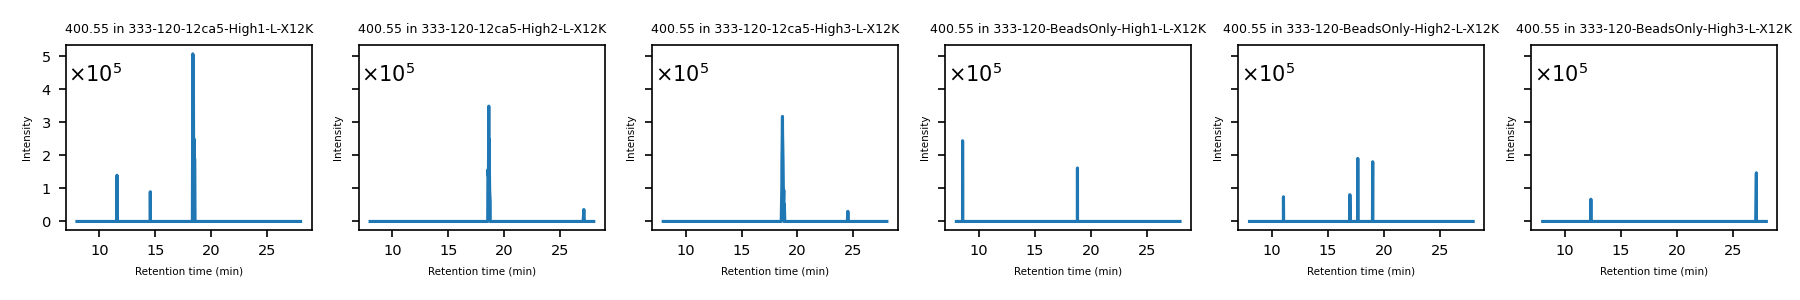 400.55 in 333-120-12ca5-High1-L-X12K
400.55 in 333-120-12ca5-High2-L-X12K
400.55 in 333-120-12ca5-High3-L-X12K
400.55 in 333-120-BeadsOnly-High1-L-X12K
400.55 in 333-120-BeadsOnly-High2-L-X12K
400.55 in 333-120-BeadsOnly-High3-L-X12K
×10⁵
×10⁵
×10⁵
×10⁵
×10⁵
×10⁵
5
4
3
2
1
0
Intensity
Intensity
Intensity
Intensity
Intensity
Intensity
10 15 20 25
10 15 20 25
10 15 20 25
10 15 20 25
10 15 20 25
10 15 20 25
Retention time (min)
Retention time (min)
Retention time (min)
Retention time (min)
Retention time (min)
Retention time (min)